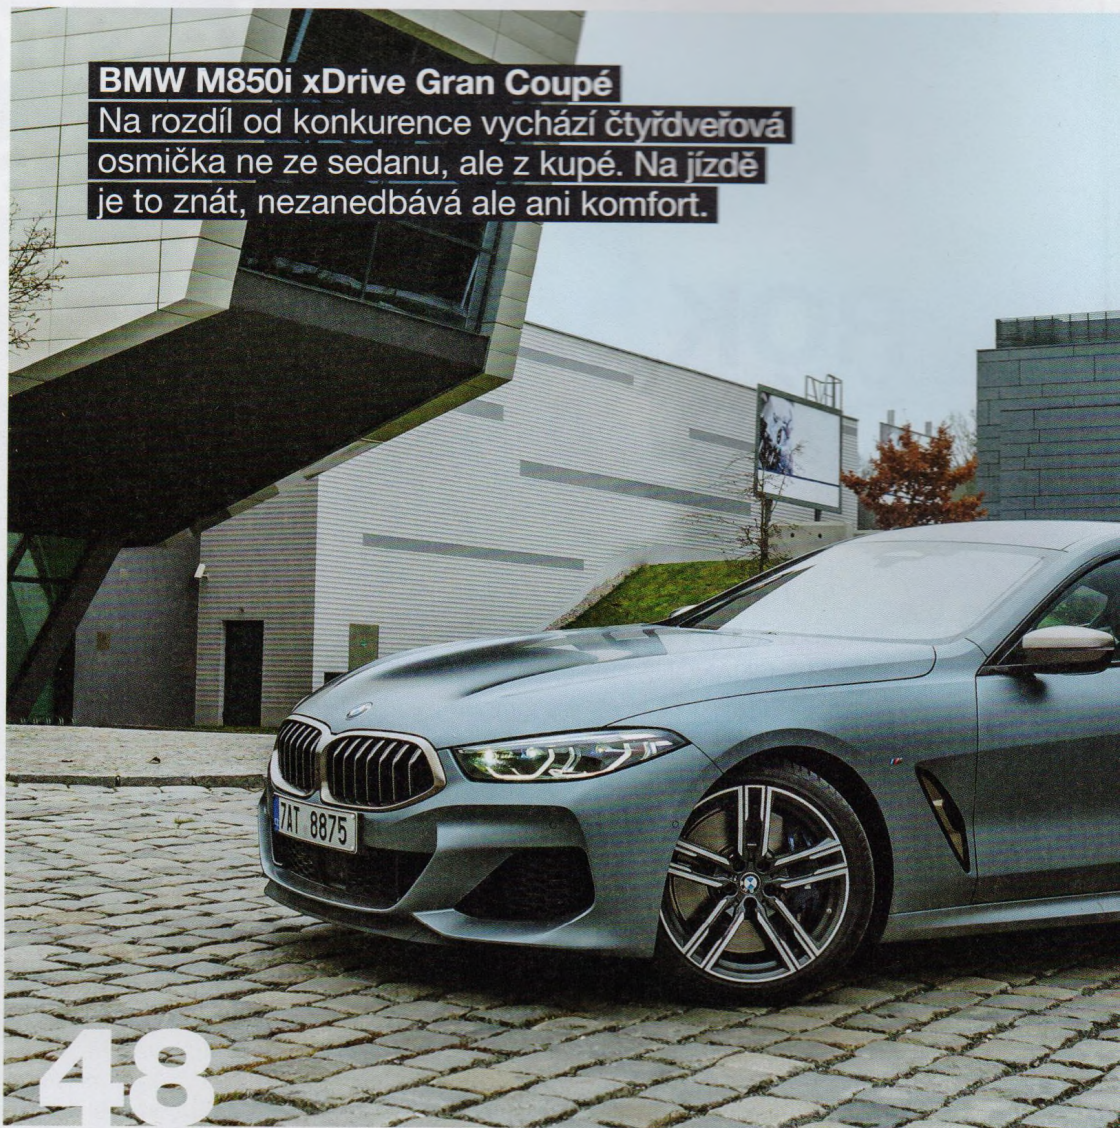 BMW M850i xDrive Gran Coupé
Na rozdíl od konkurence vychází čtyřdveřová
osmička ne ze sedanu, ale z kupé. Na jízdě
je to znát, nezanedbává ale ani komfort.
7AT 8875
48